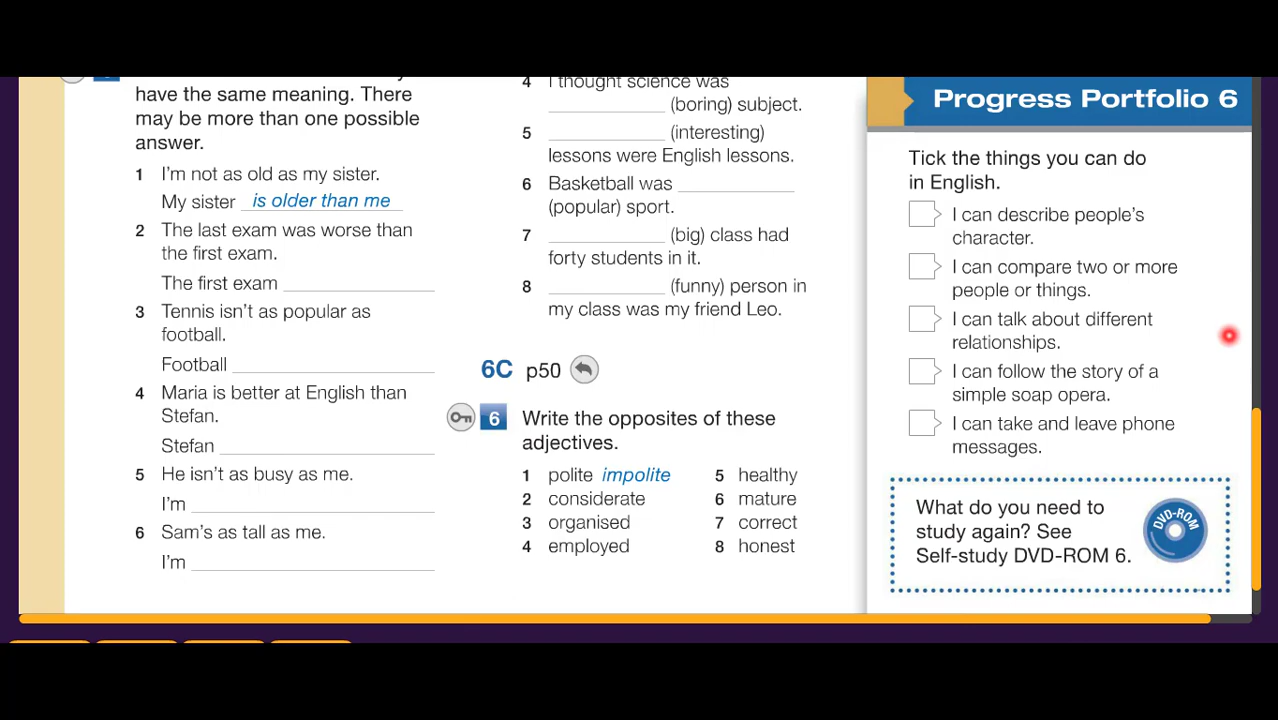 have the same meaning. There
may be more than one possible
answer.
1 I'm not as old as my sister.
My sister is older than me
2 The last exam was worse than
the first exam.
The first exam
3 Tennis isn't as popular as
football.
Football
4 Maria is better at English than
Stefan.
Stefan
5 He isn't as busy as me.
I'm
6 Sam's as tall as me.
I'm
4 I thought science was
(boring) subject.
5 (interesting)
lessons were English lessons.
6 Basketball was
(popular) sport.
7 (big) class had
forty students in it.
8 (funny) person in
my class was my friend Leo.
6C p50
6 Write the opposites of these
adjectives.
1 polite impolite
2 considerate
3 organised
4 employed
5 healthy
6 mature
7 correct
8 honest
Progress Portfolio 6
Tick the things you can do
in English.
I can describe people's
character.
I can compare two or more
people or things.
I can talk about different
relationships.
I can follow the story of a
simple soap opera.
I can take and leave phone
messages.
What do you need to
study again? See
Self-study DVD-ROM 6.
DVD-ROM